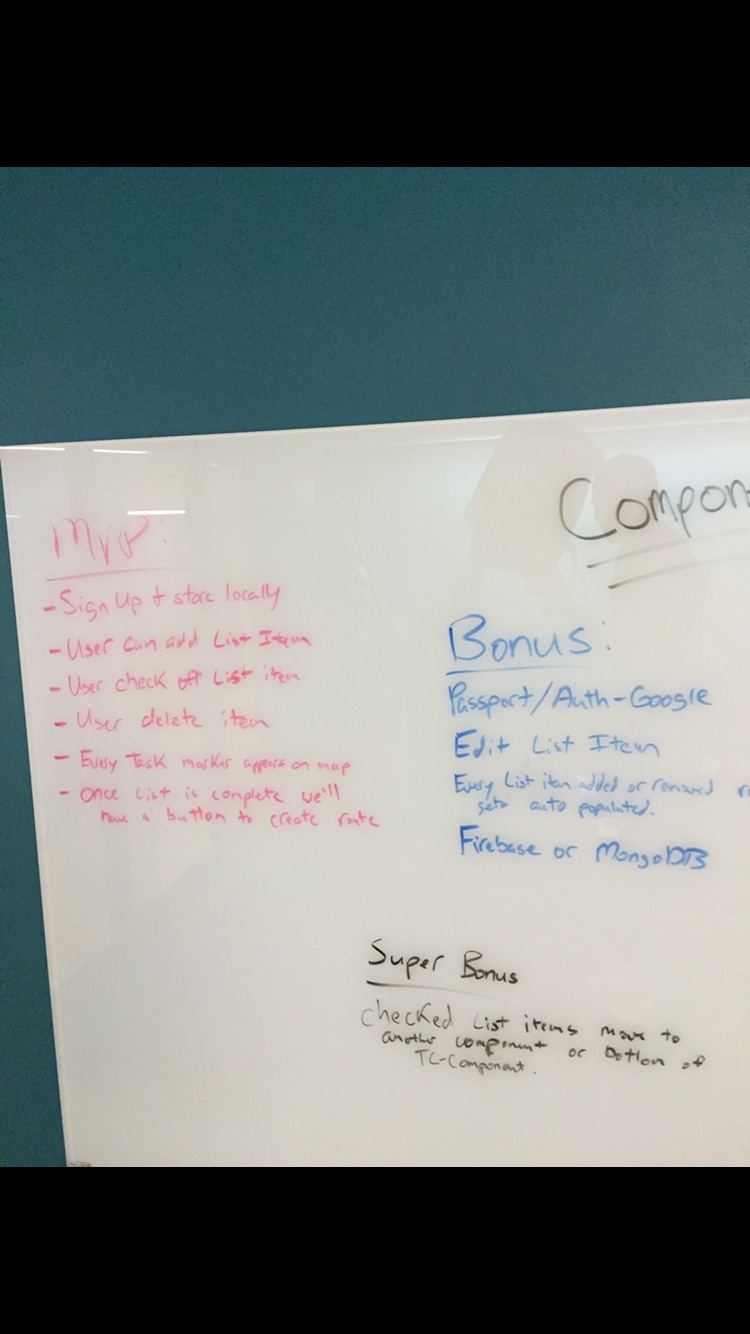 Compon
MVP:
- Sign Up + store locally
- User can add List Item
- User check off List item
- User delete item
- Every Task marker appears on map
- Once List is complete we'll
have a button to create route
Bonus:
Passport/Auth-Google
Edit List Item
Every List item added or removed
gets auto populated.
Firebase or MongoDB
Super Bonus
Checked List items move to
another component or bottom of
TL-Component.